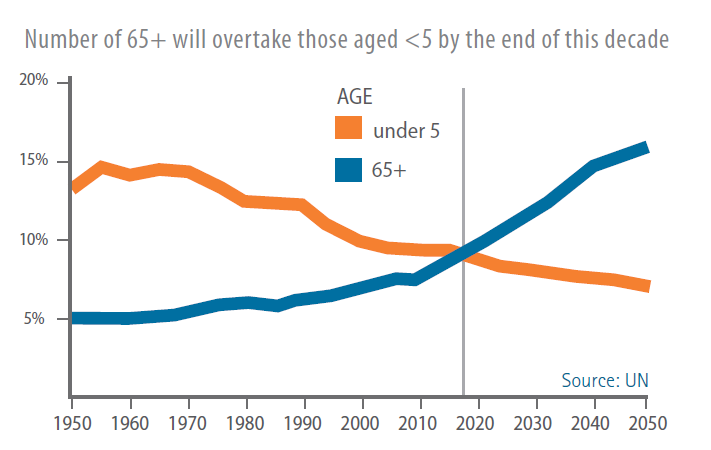 Number of 65+ will overtake those aged <5 by the end of this decade
20%
AGE
under 5
15%
65+
10%
5%
Source: UN
1950 1960 1970 1980 1990 2000 2010 2020 2030 2040 2050